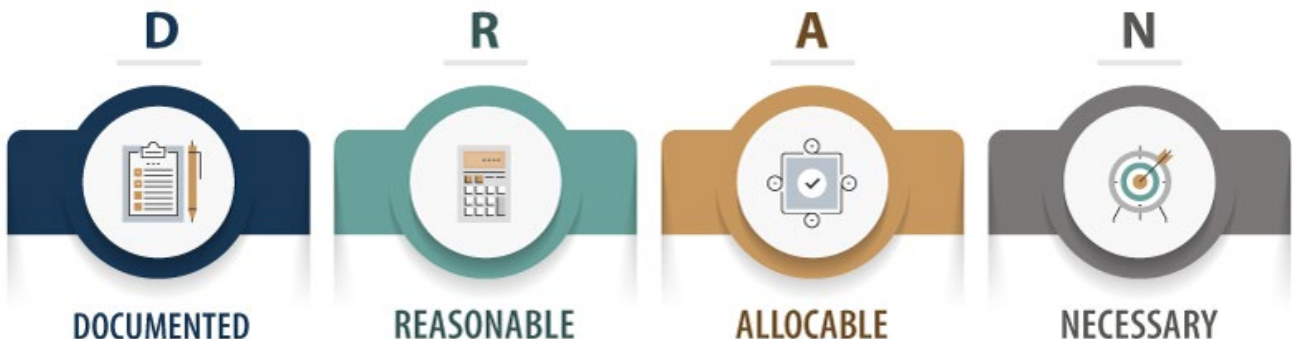 D R A N
DOCUMENTED REASONABLE ALLOCABLE NECESSARY